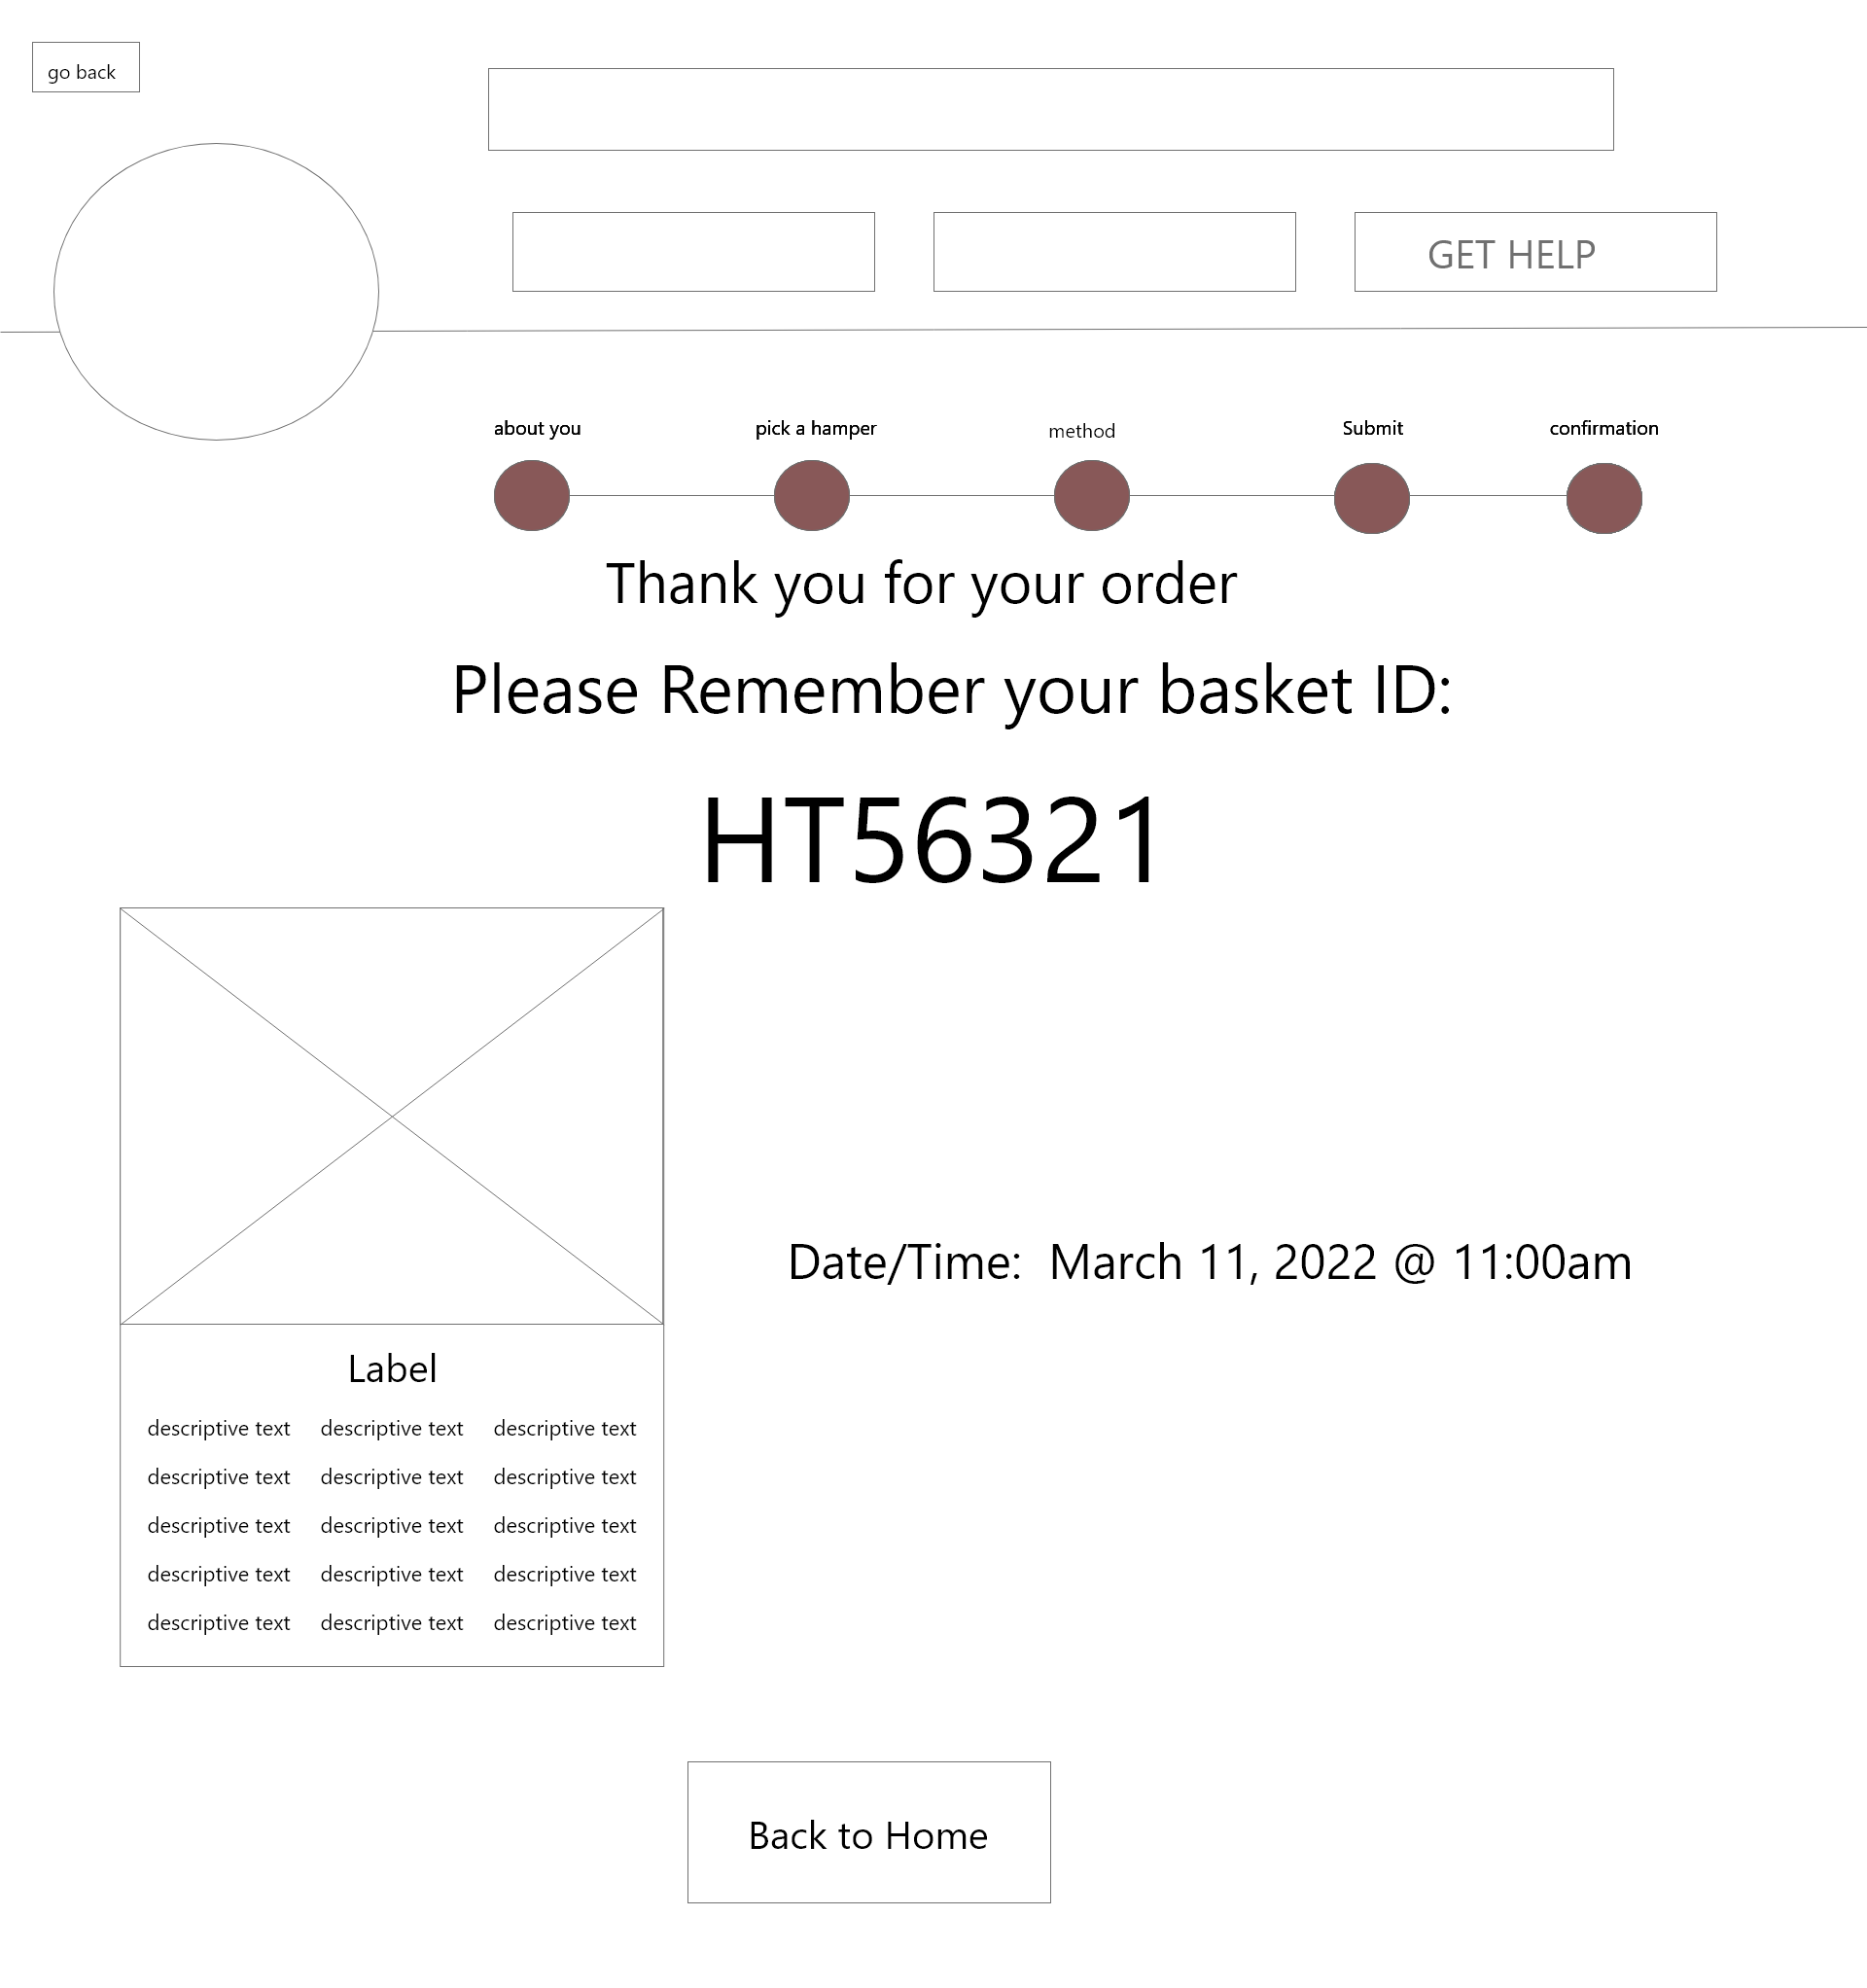 go back
GET HELP
about you pick a hamper method Submit confirmation
Thank you for your order
Please Remember your basket ID:
HT56321
Date/Time: March 11, 2022 @ 11:00am
Label
descriptive text descriptive text descriptive text
descriptive text descriptive text descriptive text
descriptive text descriptive text descriptive text
descriptive text descriptive text descriptive text
descriptive text descriptive text descriptive text
Back to Home